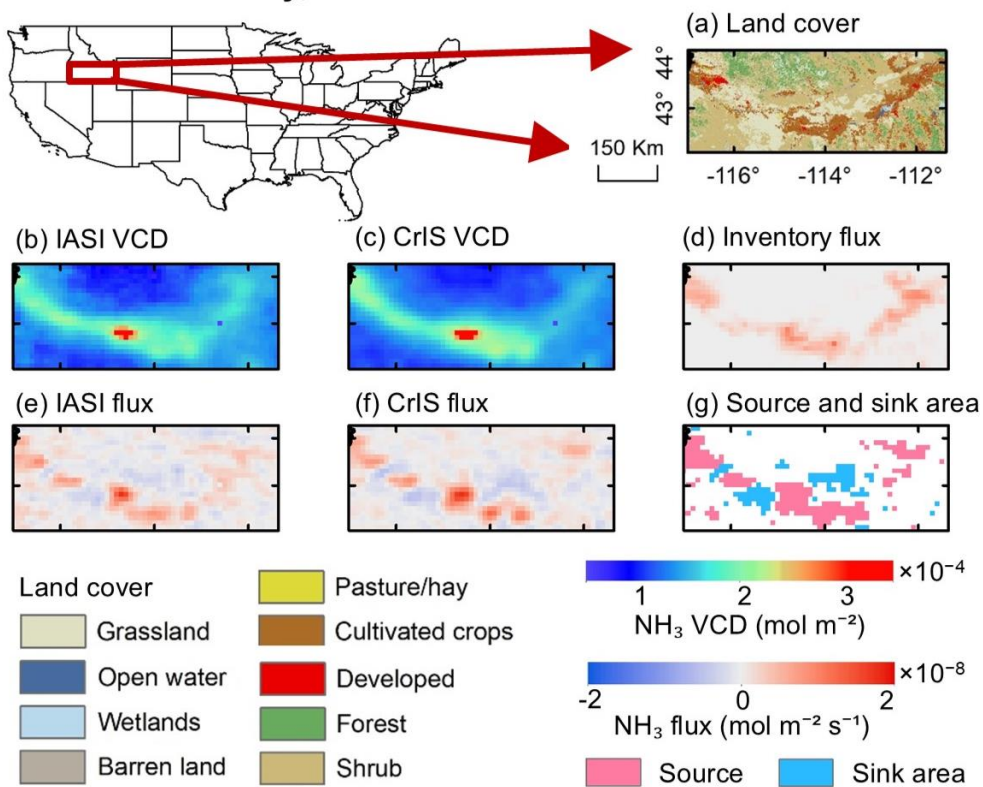 (a) Land cover
44°
43°
150 Km
-116°
-114°
-112°
(b) IASI VCD
(c) CrIS VCD
(d) Inventory flux
(e) IASI flux
(f) CrIS flux
(g) Source and sink area
Land cover
Grassland
Open water
Wetlands
Barren land
Pasture/hay
Cultivated crops
Developed
Forest
Shrub
×10⁻⁴
1 2 3
NH₃ VCD (mol m⁻²)
×10⁻⁸
-2 0 2
NH₃ flux (mol m⁻² s⁻¹)
Source
Sink area